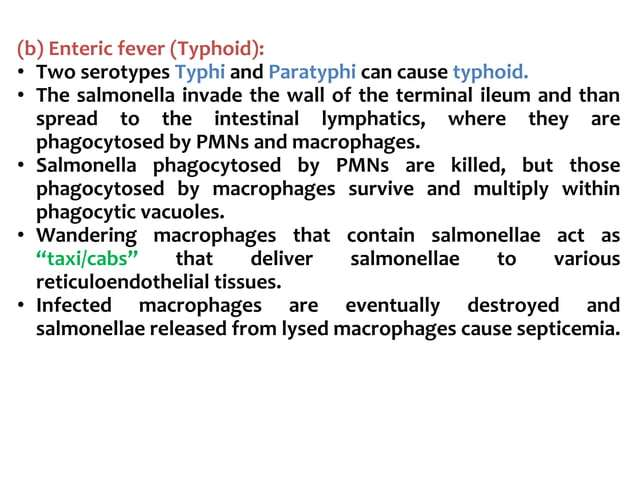 (b) Enteric fever (Typhoid):
• Two serotypes Typhi and Paratyphi can cause typhoid.
• The salmonella invade the wall of the terminal ileum and than
spread to the intestinal lymphatics, where they are
phagocytosed by PMNs and macrophages.
• Salmonella phagocytosed by PMNs are killed, but those
phagocytosed by macrophages survive and multiply within
phagocytic vacuoles.
• Wandering macrophages that contain salmonellae act as
“taxi/cabs” that deliver salmonellae to various
reticuloendothelial tissues.
• Infected macrophages are eventually destroyed and
salmonellae released from lysed macrophages cause septicemia.